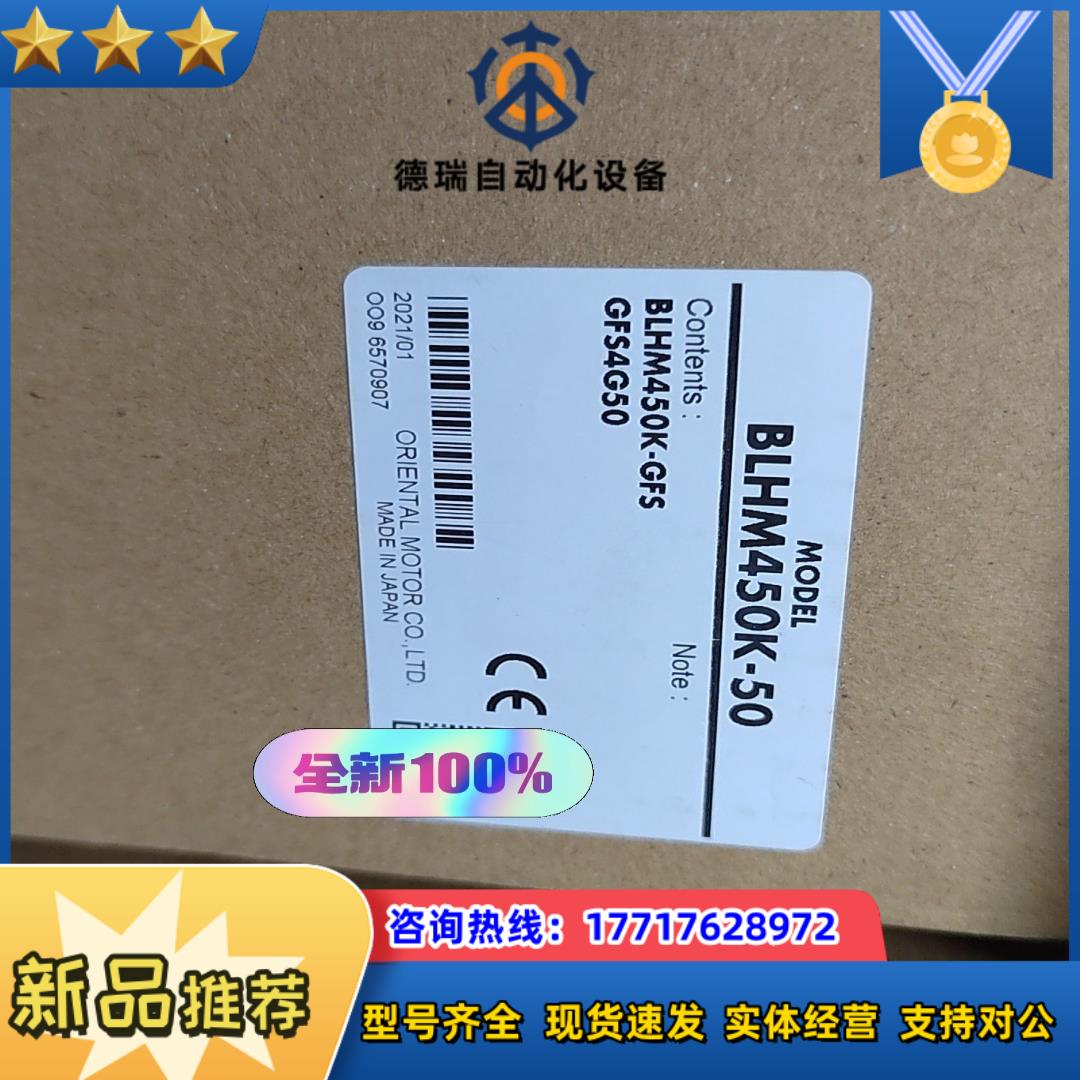 德瑞自动化设备
MODEL
BLHM450K-50
Contents :
BLHM450K-GFS
GFS4G50
Note :
CE
2021/01
009 6570907
ORIENTAL MOTOR CO.,LTD.
MADE IN JAPAN
全新100%
咨询热线：17717628972
新品推荐
型号齐全 现货速发 实体经营 支持对公